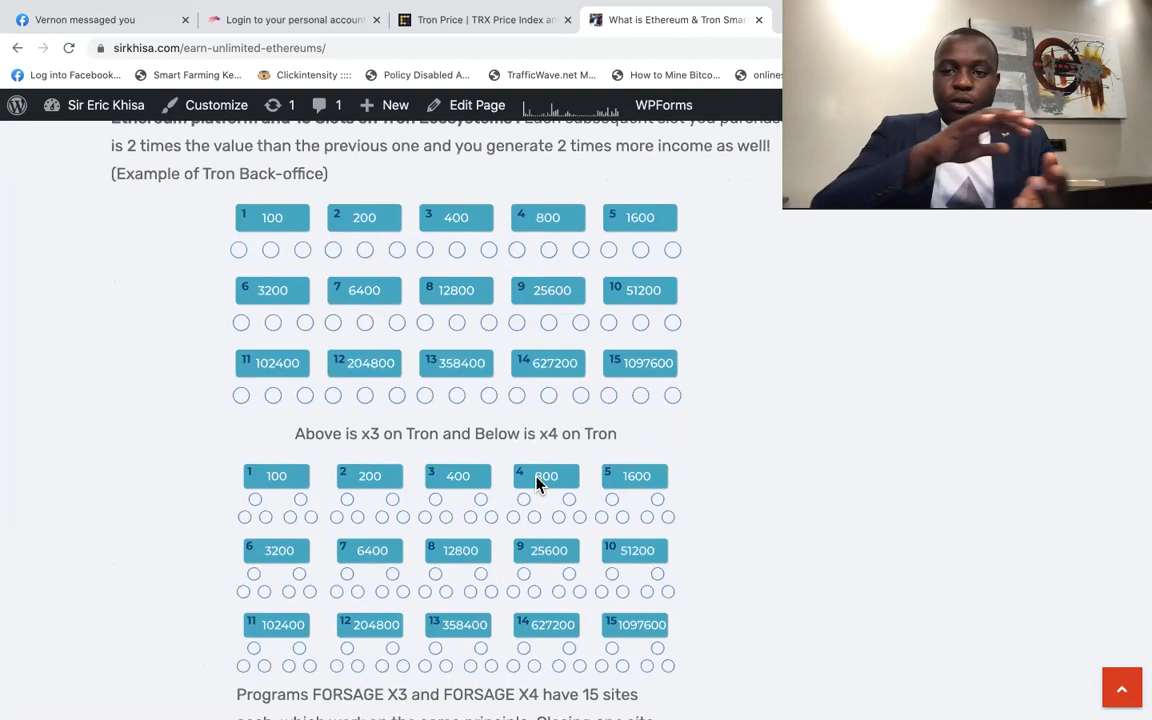 Vernon messaged you
Login to your personal accoun
Tron Price | TRX Price Index an
What is Ethereum & Tron Smar
sirkhisa.com/earn-unlimited-ethereums/
Log into Facebook...
Smart Farming Ke...
Clickintensity ::::
Policy Disabled A...
TrafficWave.net M...
How to Mine Bitco...
onlines
Sir Eric Khisa
Customize
1
1
New
Edit Page
WPForms
is 2 times the value than the previous one and you generate 2 times more income as well!
(Example of Tron Back-office)
1 100 2 200 3 400 4 800 5 1600
6 3200 7 6400 8 12800 9 25600 10 51200
11 102400 12 204800 13 358400 14 627200 15 1097600
Above is x3 on Tron and Below is x4 on Tron
1 100 2 200 3 400 4 800 5 1600
6 3200 7 6400 8 12800 9 25600 10 51200
11 102400 12 204800 13 358400 14 627200 15 1097600
Programs FORSAGE X3 and FORSAGE X4 have 15 sites